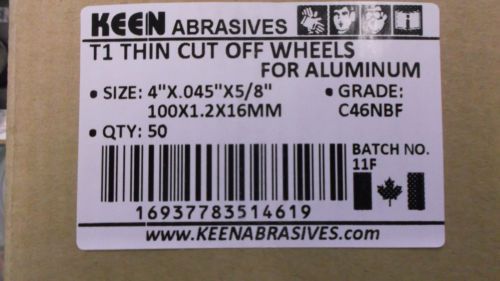 KEEN ABRASIVES
T1 THIN CUT OFF WHEELS
FOR ALUMINUM
• SIZE: 4"X.045"X5/8"
100X1.2X16MM
• GRADE:
C46NBF
• QTY: 50
BATCH NO.
11F
16937783514619
www.KEENABRASIVES.com